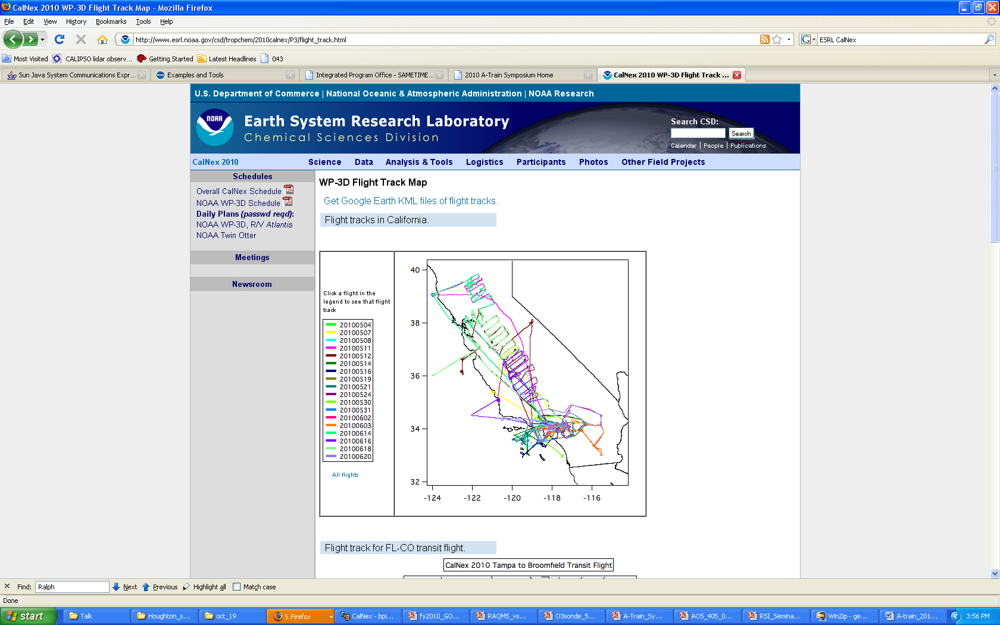 CalNex 2010 WP-3D Flight Track Map - Mozilla Firefox
File Edit View History Bookmarks Tools Help
http://www.esrl.noaa.gov/csd/tropchem/2010calnex/P3/flight_track.html
G ESRL CalNex
Most Visited CALIPSO lidar observ... Getting Started Latest Headlines 043
Sun Java System Communications Expr... Examples and Tools Integrated Program Office - SAMETIME... 2010 A-Train Symposium Home CalNex 2010 WP-3D Flight Track ...
U.S. Department of Commerce | National Oceanic & Atmospheric Administration | NOAA Research
NOAA
Earth System Research Laboratory
Chemical Sciences Division
Search CSD:
Search
Calendar | People | Publications
CalNex 2010 Science Data Analysis & Tools Logistics Participants Photos Other Field Projects
Schedules
Overall CalNex Schedule
NOAA WP-3D Schedule
Daily Plans (passwd reqd):
NOAA WP-3D, R/V Atlantis
NOAA Twin Otter
Meetings
Newsroom
WP-3D Flight Track Map
Get Google Earth KML files of flight tracks.
Flight tracks in California.
Click a flight in the
legend to see that flight
track
20100504
20100507
20100508
20100511
20100512
20100514
20100516
20100519
20100521
20100524
20100530
20100531
20100602
20100603
20100614
20100616
20100618
20100620
All flights
40
38
36
34
32
-124 -122 -120 -118 -116
Flight track for FL-CO transit flight.
CalNex 2010 Tampa to Broomfield Transit Flight
Find: Ralph Next Previous Highlight all Match case
Done
start Talk Houghton_s... oct_19 5 Firefox CalNex - bpi... fy2010_GO... RAQMS_vs... O3sonde_5... A-Train_Sy... AOS_405_0... RSI_Semina... WinZip - ge... A-train_201... 3:56 PM